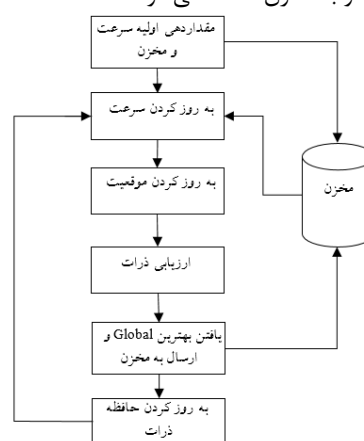 مقداردهی اولیه سرعت
و مخزن
به روز کردن سرعت
مخزن
به روز کردن موقعیت
ارزیابی ذرات
یافتن بهترین Global و
ارسال به مخزن
به روز کردن حافظه
ذرات